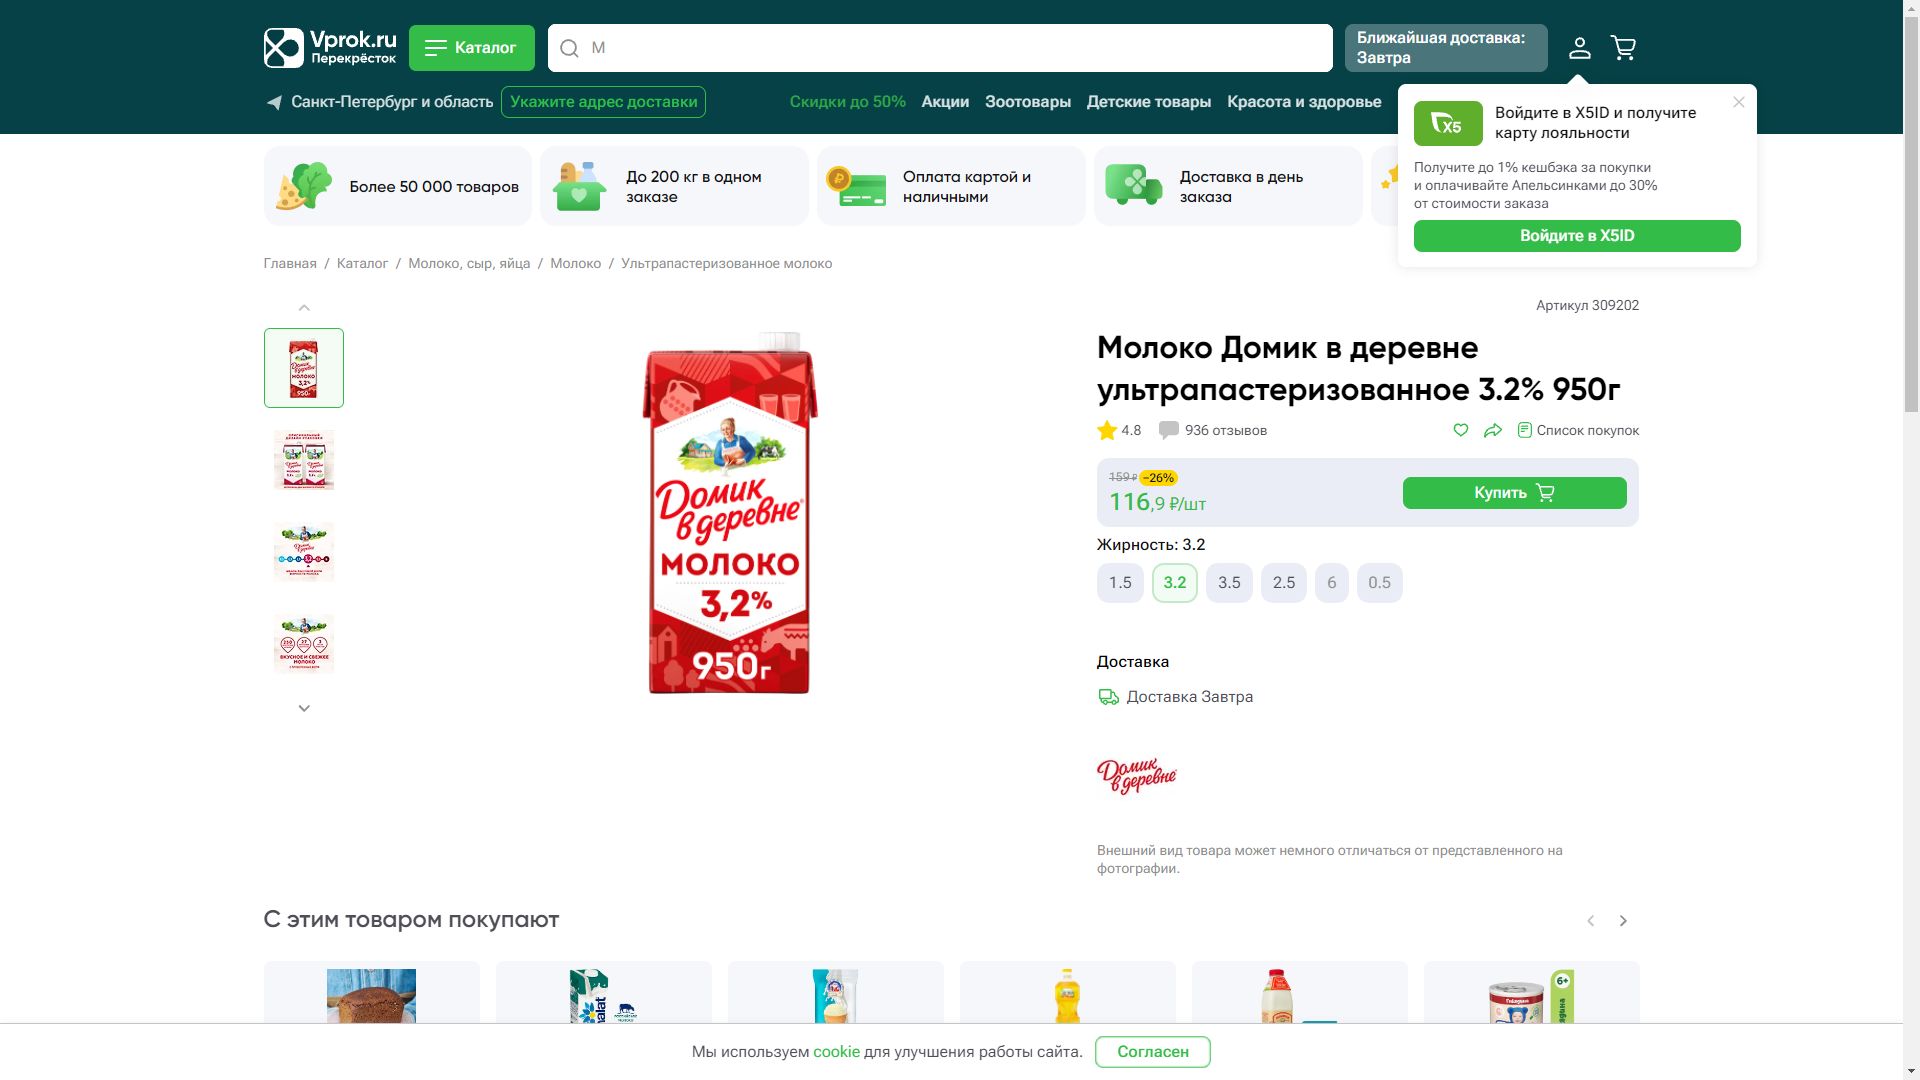 Vprok.ru
Перекрёсток
Каталог
М
Ближайшая доставка:
Завтра
Санкт-Петербург и область
Укажите адрес доставки
Скидки до 50%
Акции
Зоотовары
Детские товары
Красота и здоровье
X5
Войдите в X5ID и получите
карту лояльности
Получите до 1% кешбэка за покупки
и оплачивайте Апельсинками до 30%
от стоимости заказа
Войдите в X5ID
Более 50 000 товаров
До 200 кг в одном
заказе
Оплата картой и
наличными
Доставка в день
заказа
Главная / Каталог / Молоко, сыр, яйца / Молоко / Ультрапастеризованное молоко
Артикул 309202
Домик
в деревне
МОЛОКО
3,2%
950г
Молоко Домик в деревне
ультрапастеризованное 3.2% 950г
4.8
936 отзывов
Список покупок
159 ₽ −26%
116,9 ₽/шт
Купить
Жирность: 3.2
1.5 3.2 3.5 2.5 6 0.5
Доставка
Доставка Завтра
Домик
в деревне
Внешний вид товара может немного отличаться от представленного на
фотографии.
С этим товаром покупают
6+
Мы используем cookie для улучшения работы сайта.
Согласен